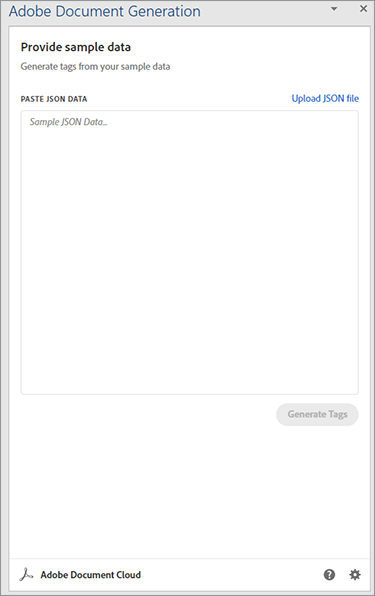 Adobe Document Generation
Provide sample data
Generate tags from your sample data
PASTE JSON DATA
Upload JSON file
Sample JSON Data...
Generate Tags
Adobe Document Cloud